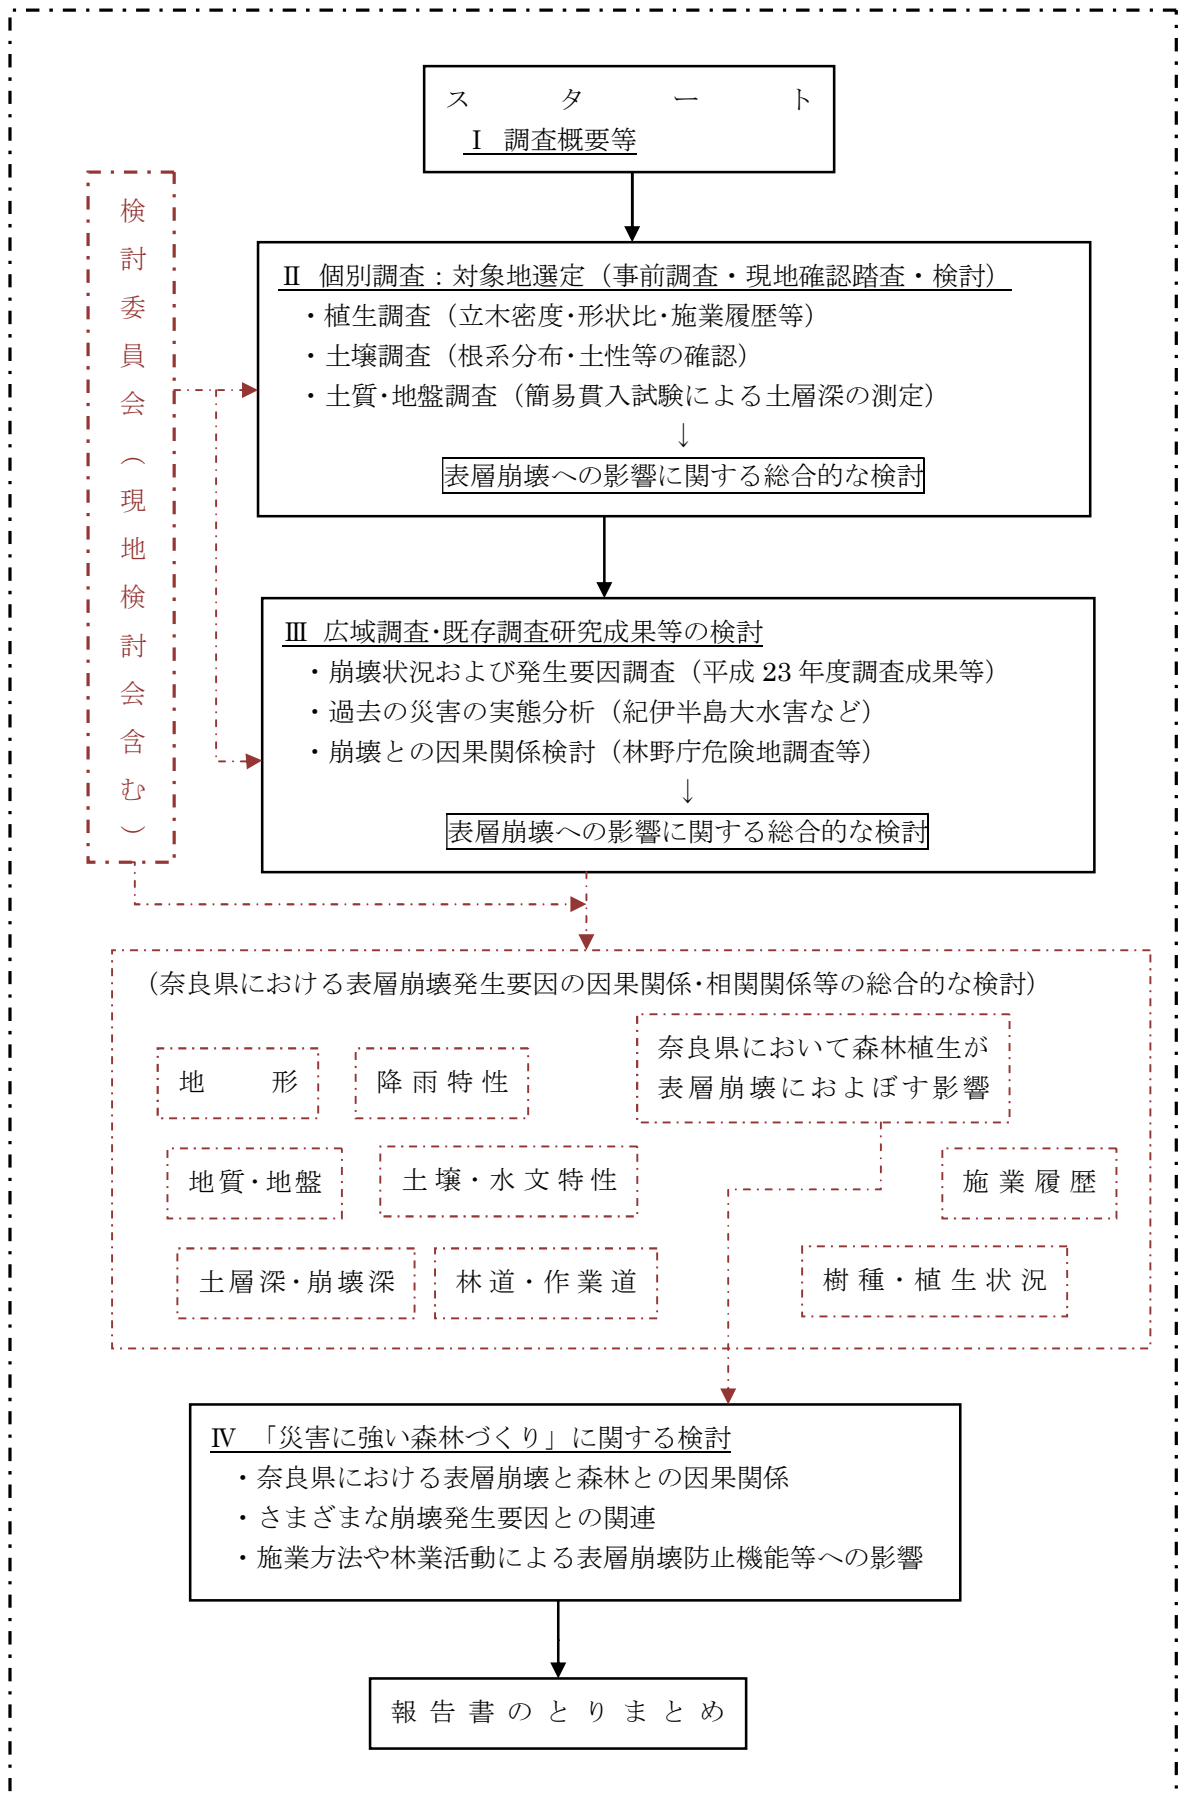 スタート
Ⅰ 調査概要等
検討委員会（現地検討会含む）
Ⅱ 個別調査：対象地選定（事前調査・現地確認踏査・検討）
・植生調査（立木密度・形状比・施業履歴等）
・土壌調査（根系分布・土性等の確認）
・土質・地盤調査（簡易貫入試験による土層深の測定）
↓
表層崩壊への影響に関する総合的な検討
Ⅲ 広域調査・既存調査研究成果等の検討
・崩壊状況および発生要因調査（平成 23 年度調査成果等）
・過去の災害の実態分析（紀伊半島大水害など）
・崩壊との因果関係検討（林野庁危険地調査等）
↓
表層崩壊への影響に関する総合的な検討
（奈良県における表層崩壊発生要因の因果関係・相関関係等の総合的な検討）
地形
降雨特性
奈良県において森林植生が
表層崩壊におよぼす影響
地質・地盤
土壌・水文特性
施業履歴
土層深・崩壊深
林道・作業道
樹種・植生状況
Ⅳ 「災害に強い森林づくり」に関する検討
・奈良県における表層崩壊と森林との因果関係
・さまざまな崩壊発生要因との関連
・施業方法や林業活動による表層崩壊防止機能等への影響
報告書のとりまとめ